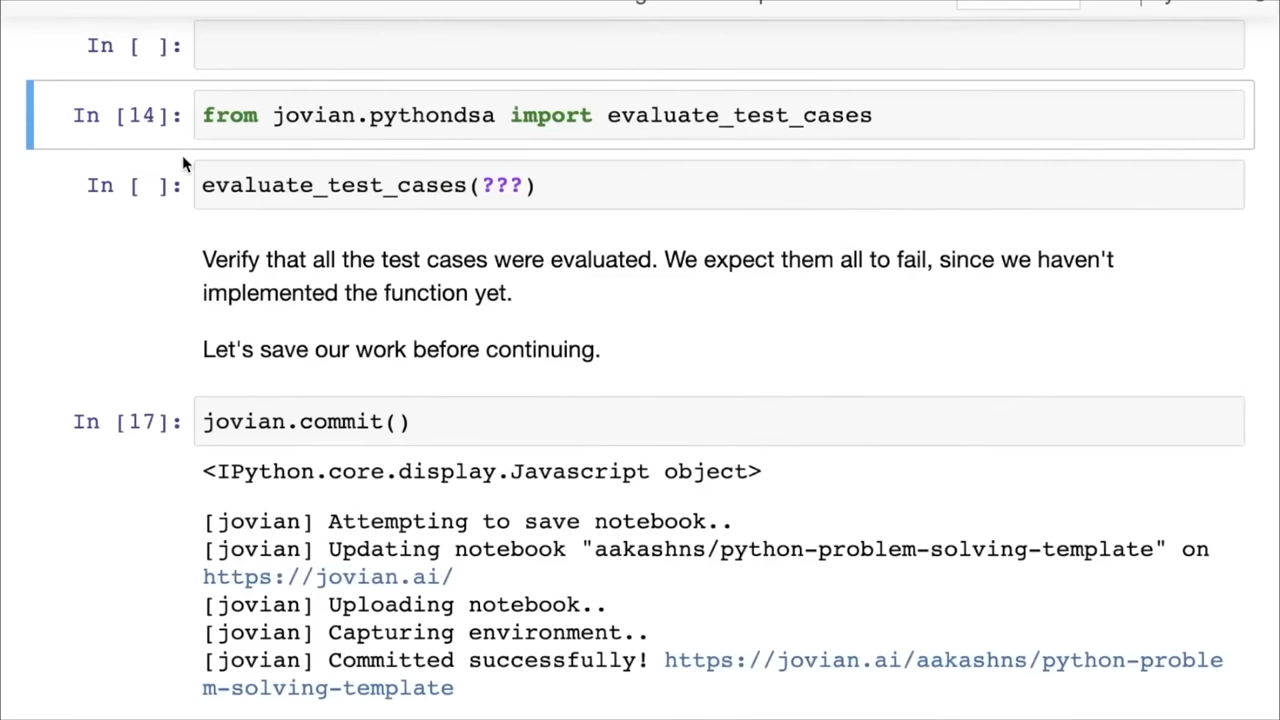 In [ ]:
In [14]: from jovian.pythondsa import evaluate_test_cases
In [ ]: evaluate_test_cases(???)
Verify that all the test cases were evaluated. We expect them all to fail, since we haven't
implemented the function yet.
Let's save our work before continuing.
In [17]: jovian.commit()
<IPython.core.display.Javascript object>
[jovian] Attempting to save notebook..
[jovian] Updating notebook "aakashns/python-problem-solving-template" on
https://jovian.ai/
[jovian] Uploading notebook..
[jovian] Capturing environment..
[jovian] Committed successfully! https://jovian.ai/aakashns/python-proble
m-solving-template